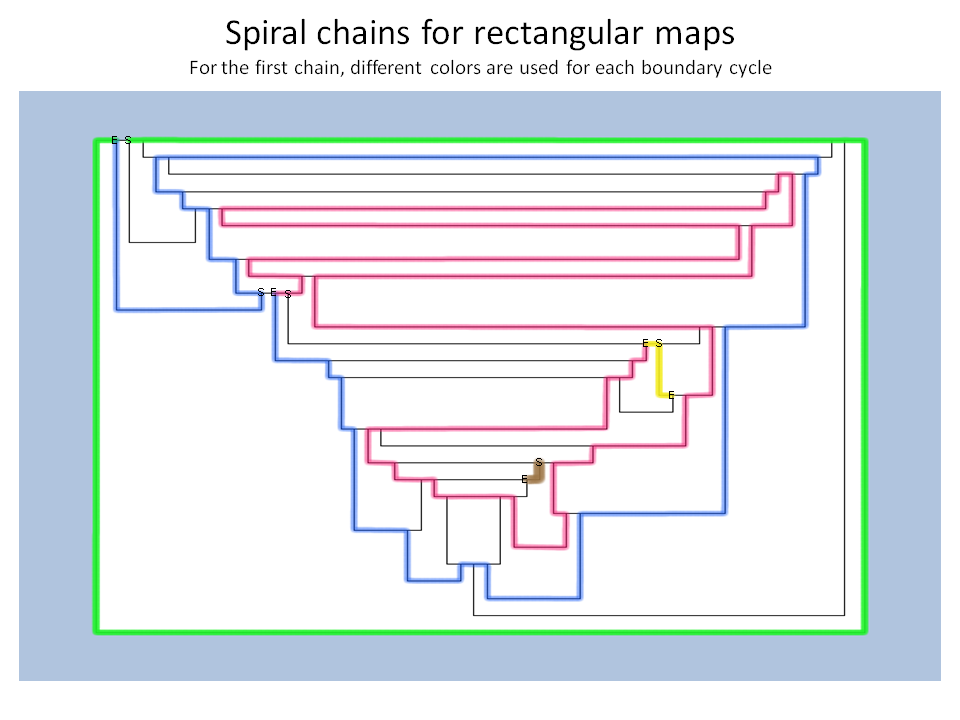 Spiral chains for rectangular maps
For the first chain, different colors are used for each boundary cycle
E S
S E S
E S
E
S
E